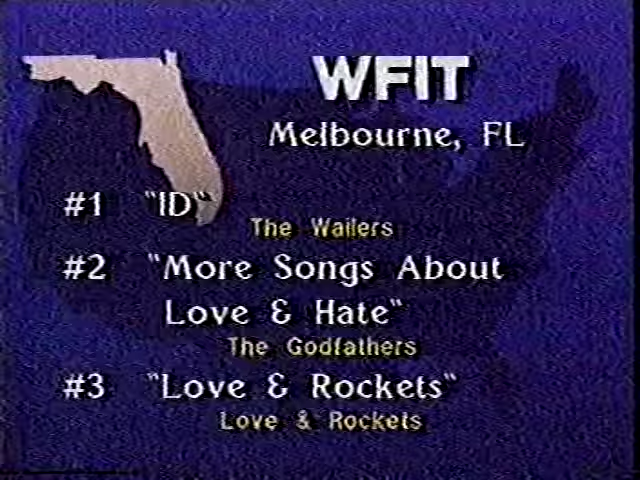 WFIT
Melbourne, FL
#1 "ID"
The Wailers
#2 "More Songs About
Love & Hate"
The Godfathers
#3 "Love & Rockets"
Love & Rockets